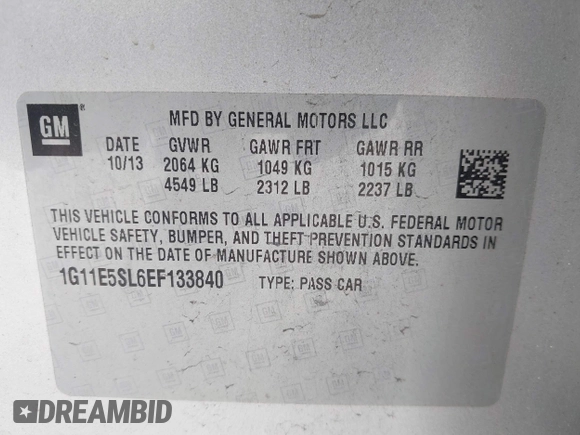 GM ®
MFD BY GENERAL MOTORS LLC
DATE GVWR GAWR FRT GAWR RR
10/13 2064 KG 1049 KG 1015 KG
4549 LB 2312 LB 2237 LB
THIS VEHICLE CONFORMS TO ALL APPLICABLE U.S. FEDERAL MOTOR
VEHICLE SAFETY, BUMPER, AND THEFT PREVENTION STANDARDS IN
EFFECT ON THE DATE OF MANUFACTURE SHOWN ABOVE.
1G11E5SL6EF133840 TYPE: PASS CAR
DREAMBID